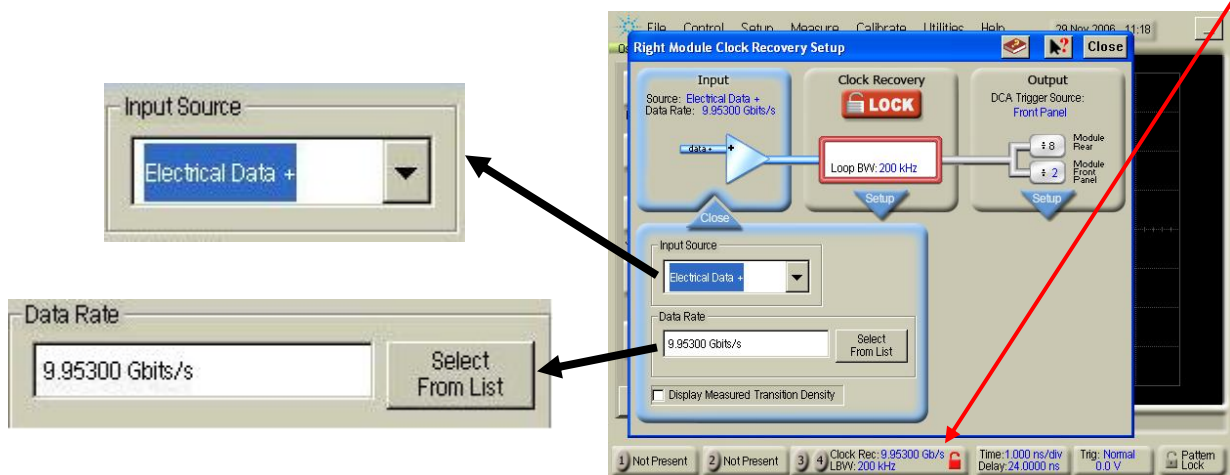 Input Source
Electrical Data +
Data Rate
9.95300 Gbits/s
Select
From List
File Control Setup Measure Calibrate Utilities Help 29 Nov 2006 11:18
Right Module Clock Recovery Setup
Close
Input
Source: Electrical Data +
Data Rate: 9.95300 Gbits/s
data +
+
Clock Recovery
LOCK
Loop BW: 200 kHz
Setup
Output
DCA Trigger Source:
Front Panel
÷ 8
Module
Rear
÷ 2
Module
Front
Panel
Setup
Close
Input Source
Electrical Data +
Data Rate
9.95300 Gbits/s
Select
From List
Display Measured Transition Density
1 Not Present
2 Not Present
3
4
Clock Rec: 9.95300 Gb/s
LBW: 200 kHz
Time:1.000 ns/div
Delay:24.0000 ns
Trig: Normal
0.0 V
Pattern
Lock